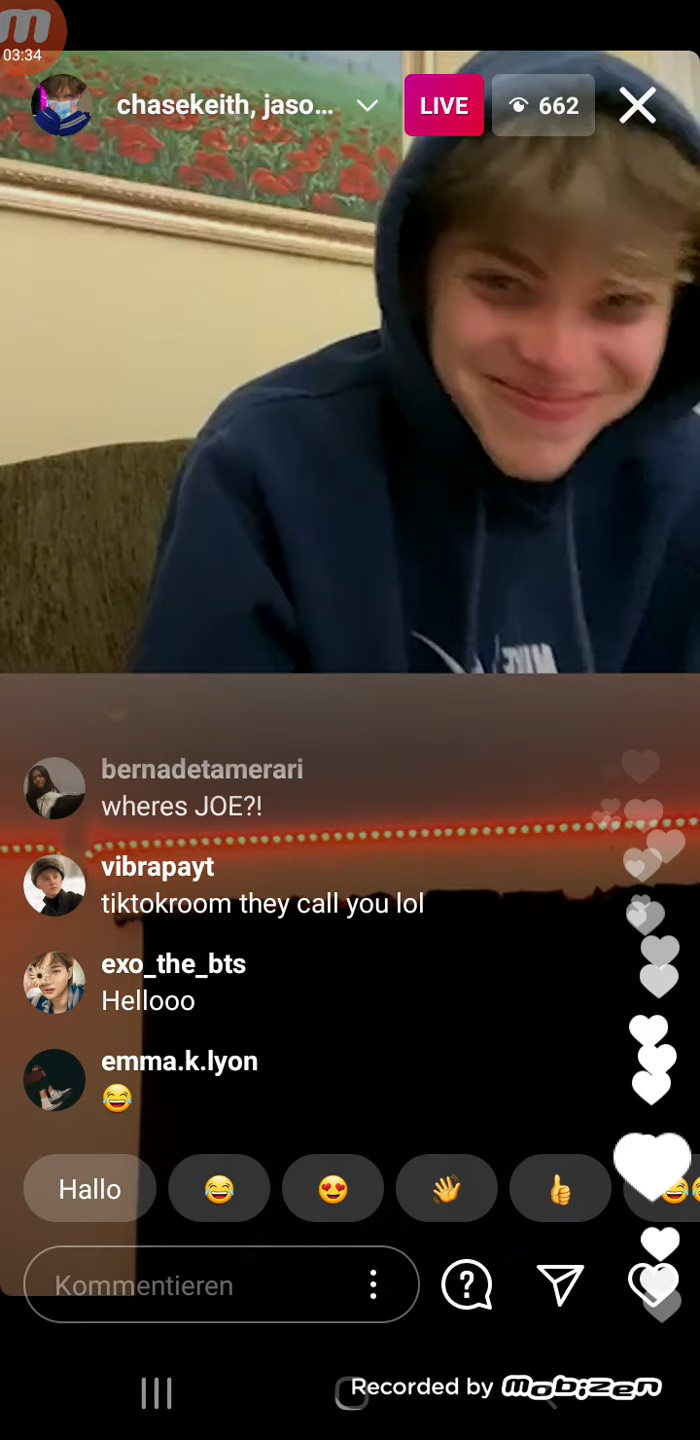 03:34
chasekeith, jaso...
LIVE
662
bernadetamerari
wheres JOE?!
vibrapayt
tiktokroom they call you lol
exo_the_bts
Hellooo
emma.k.lyon
😂
Hallo 😂 😍 👋 👍 😂
Kommentieren
Recorded by mobizen